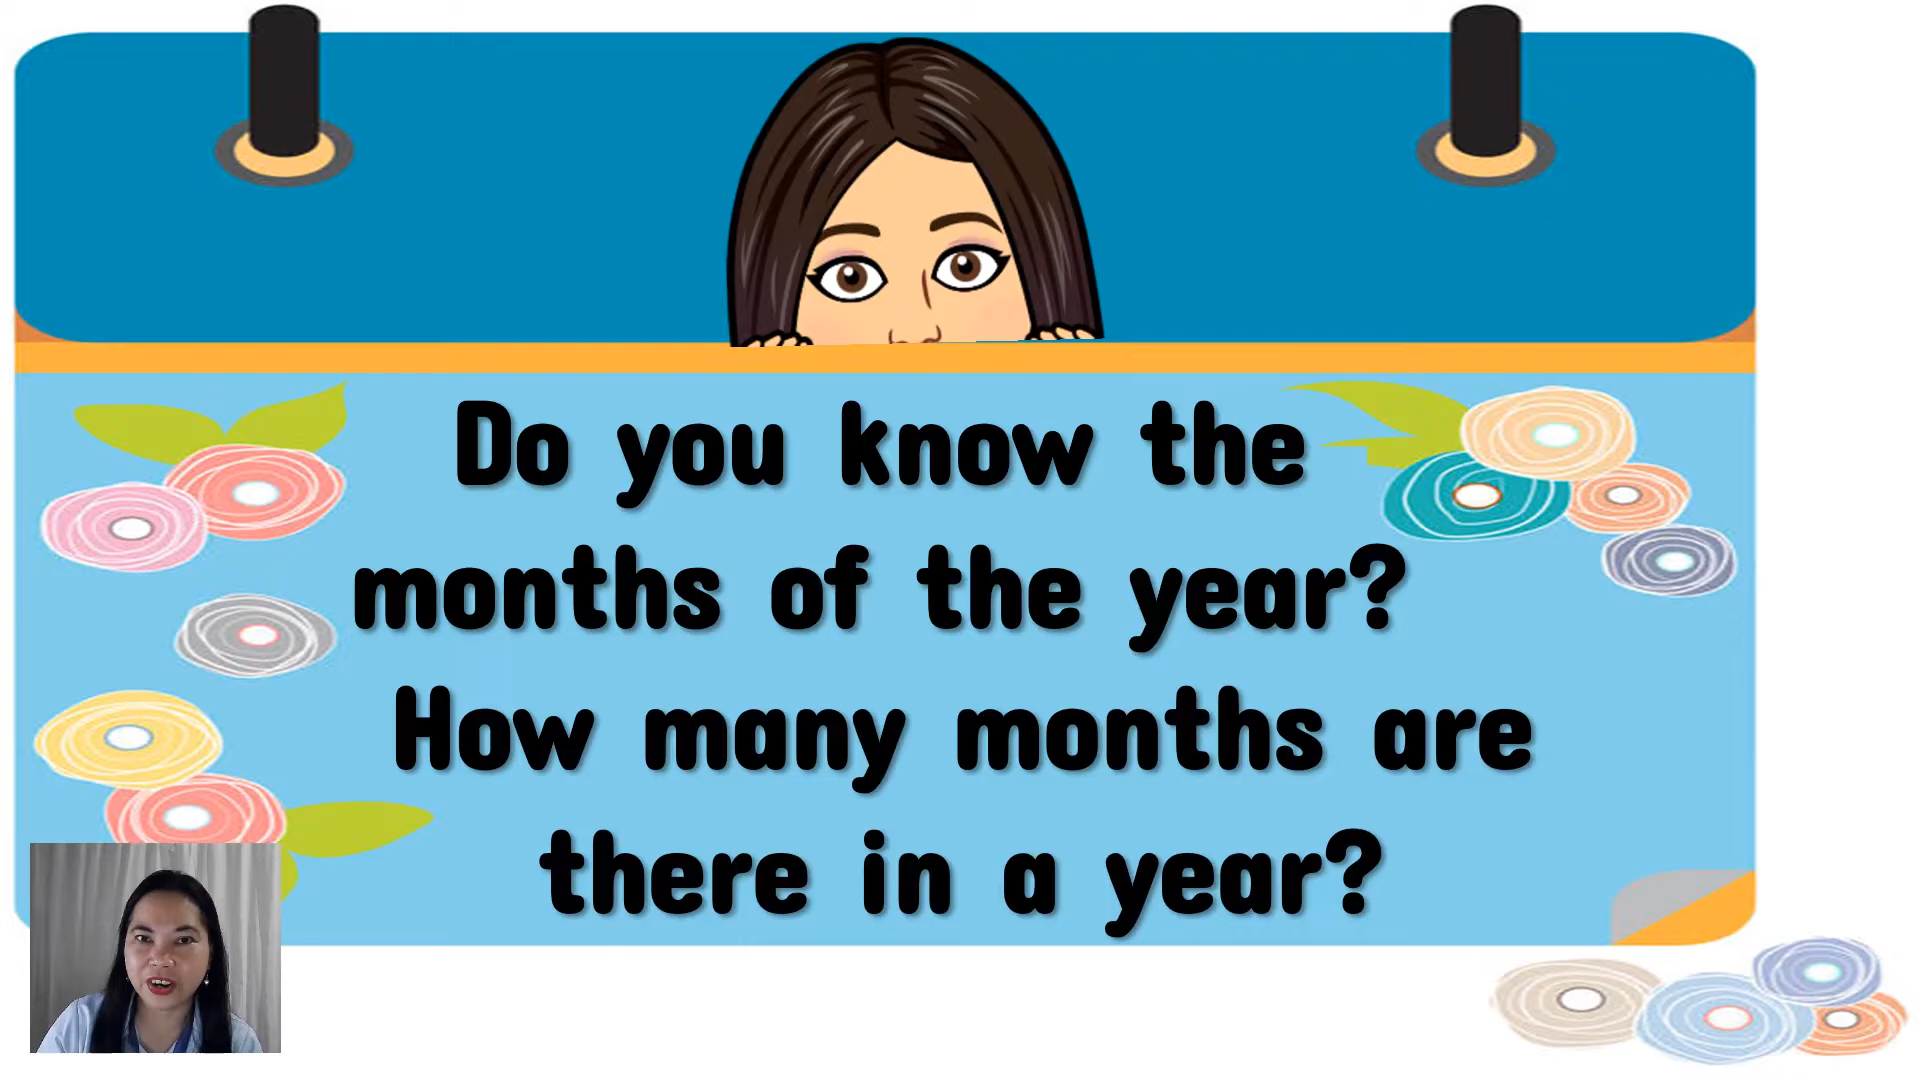 Do you know the
months of the year?
How many months are
there in a year?